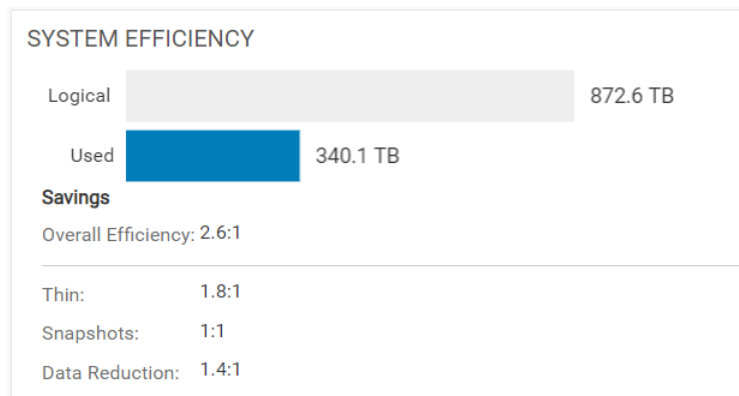 SYSTEM EFFICIENCY
Logical 872.6 TB
Used 340.1 TB
Savings
Overall Efficiency: 2.6:1
Thin: 1.8:1
Snapshots: 1:1
Data Reduction: 1.4:1